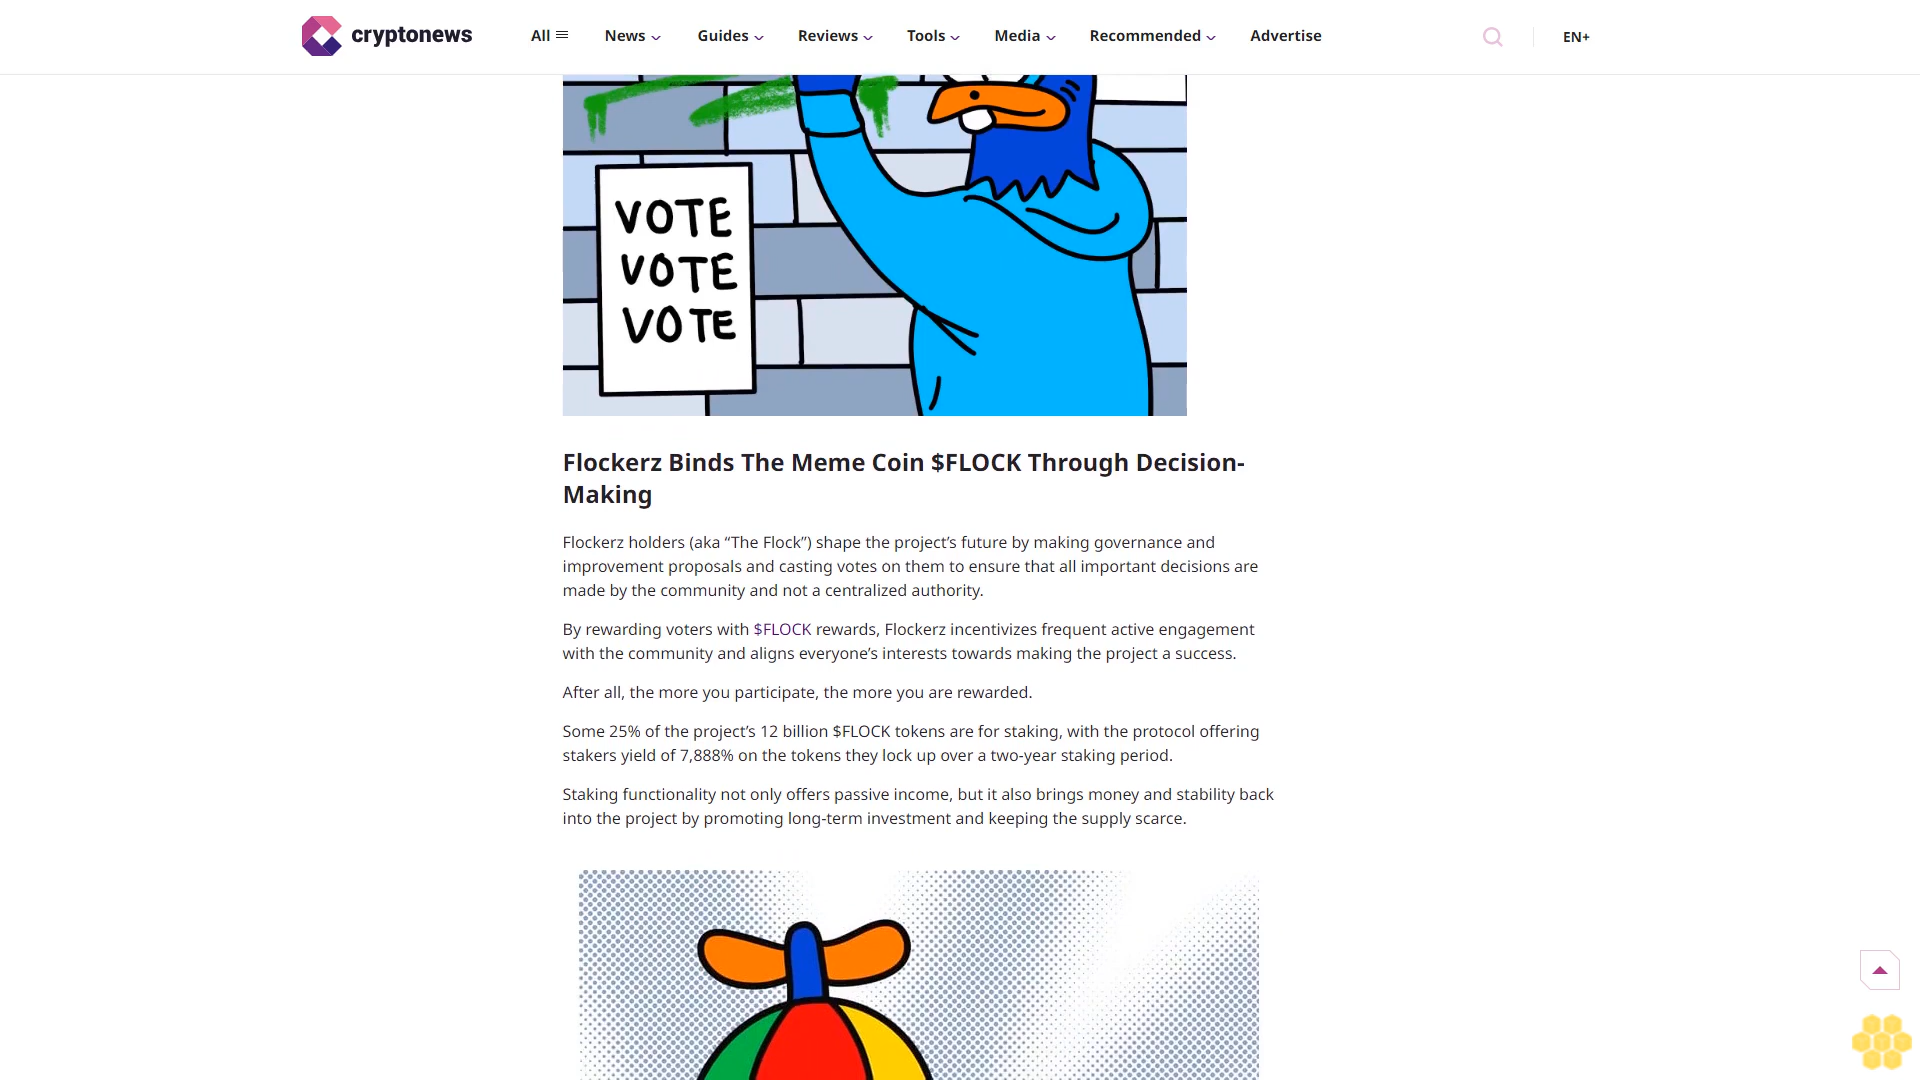 cryptonews
All
News
Guides
Reviews
Tools
Media
Recommended
Advertise
EN+
VOTE
VOTE
VOTE
Flockerz Binds The Meme Coin $FLOCK Through Decision-
Making
Flockerz holders (aka “The Flock”) shape the project’s future by making governance and
improvement proposals and casting votes on them to ensure that all important decisions are
made by the community and not a centralized authority.
By rewarding voters with $FLOCK rewards, Flockerz incentivizes frequent active engagement
with the community and aligns everyone’s interests towards making the project a success.
After all, the more you participate, the more you are rewarded.
Some 25% of the project’s 12 billion $FLOCK tokens are for staking, with the protocol offering
stakers yield of 7,888% on the tokens they lock up over a two-year staking period.
Staking functionality not only offers passive income, but it also brings money and stability back
into the project by promoting long-term investment and keeping the supply scarce.